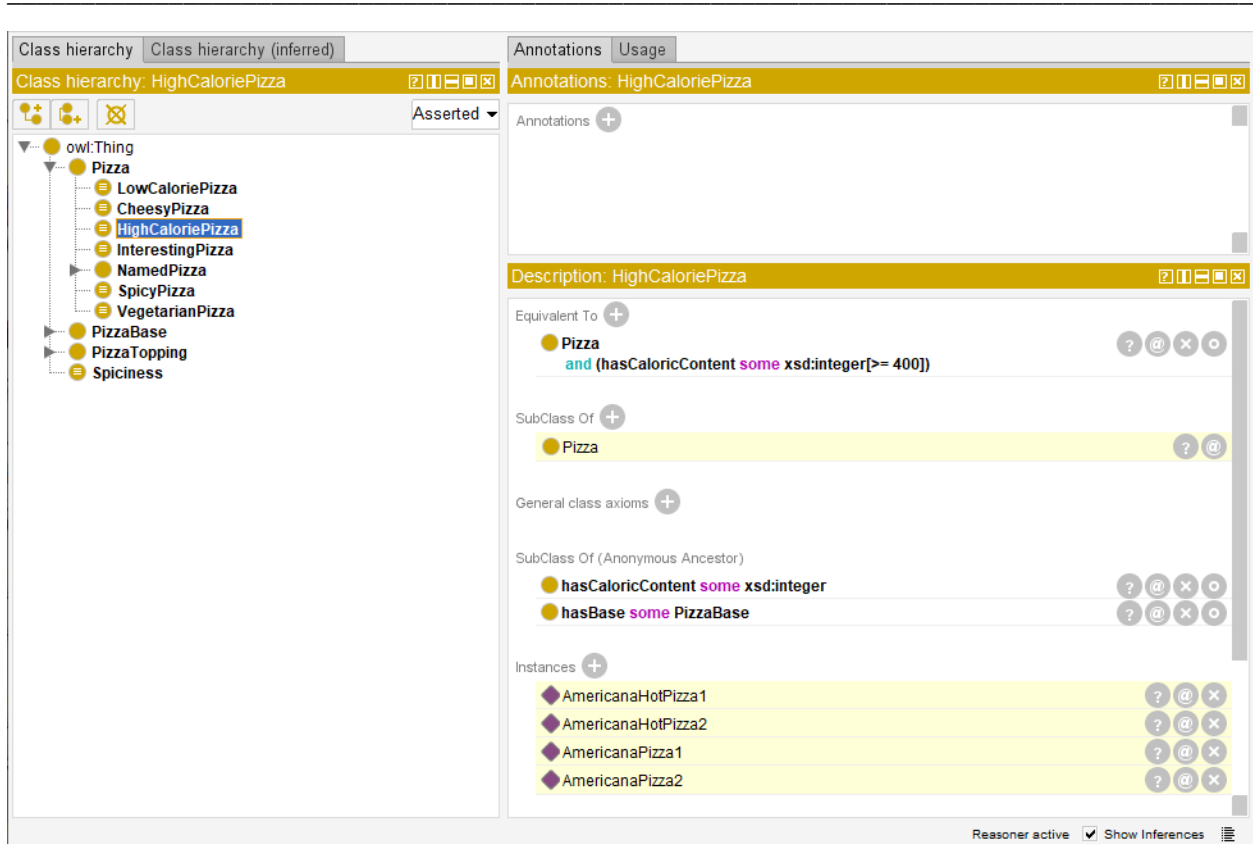 Class hierarchy Class hierarchy (inferred)
Class hierarchy: HighCaloriePizza
Asserted
owl:Thing
Pizza
LowCaloriePizza
CheesyPizza
HighCaloriePizza
InterestingPizza
NamedPizza
SpicyPizza
VegetarianPizza
PizzaBase
PizzaTopping
Spiciness
Annotations Usage
Annotations: HighCaloriePizza
Annotations
Description: HighCaloriePizza
Equivalent To
Pizza
and (hasCaloricContent some xsd:integer[>= 400])
SubClass Of
Pizza
General class axioms
SubClass Of (Anonymous Ancestor)
hasCaloricContent some xsd:integer
hasBase some PizzaBase
Instances
AmericanaHotPizza1
AmericanaHotPizza2
AmericanaPizza1
AmericanaPizza2
Reasoner active Show Inferences